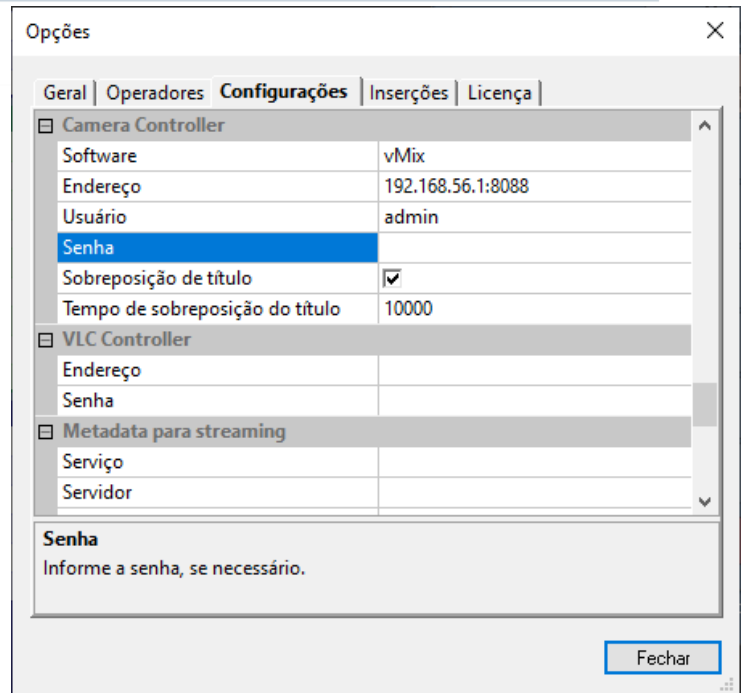 Opções
Geral Operadores Configurações Inserções Licença
Camera Controller
Software vMix
Endereço 192.168.56.1:8088
Usuário admin
Senha
Sobreposição de título
Tempo de sobreposição do título 10000
VLC Controller
Endereço
Senha
Metadata para streaming
Serviço
Servidor
Senha
Informe a senha, se necessário.
Fechar